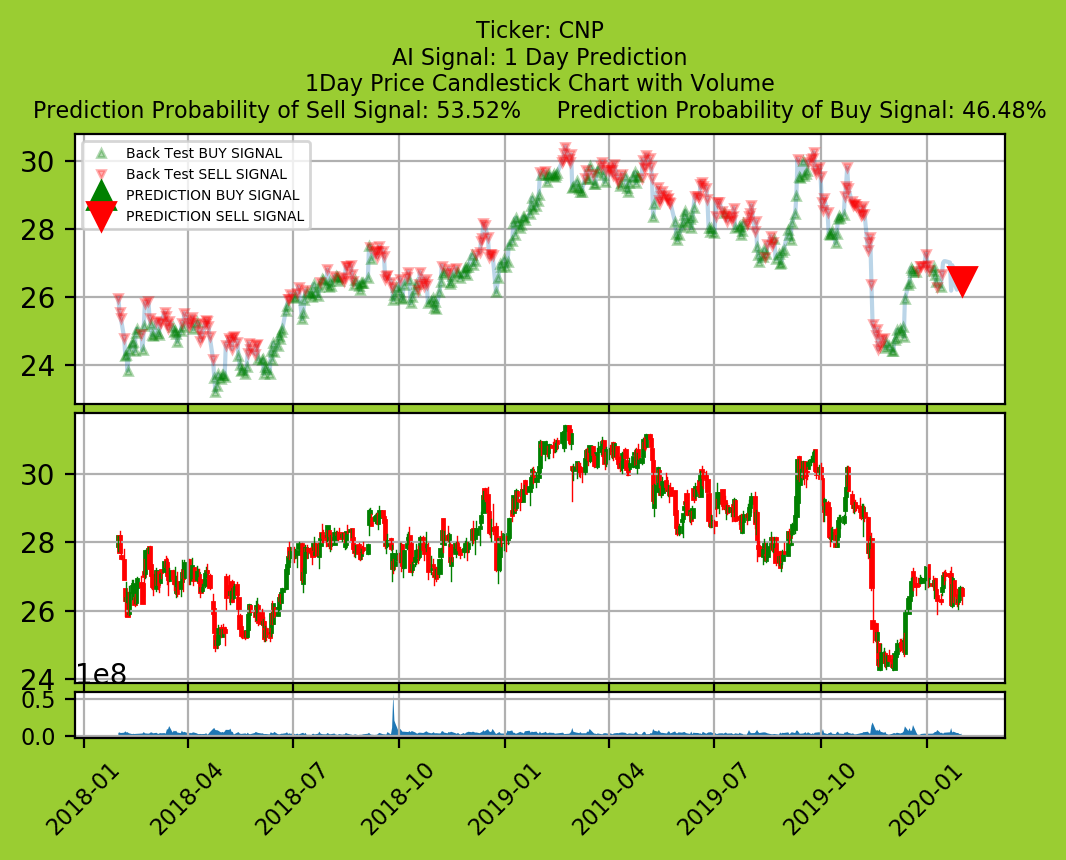 Ticker: CNP
AI Signal: 1 Day Prediction
1Day Price Candlestick Chart with Volume
Prediction Probability of Sell Signal: 53.52% Prediction Probability of Buy Signal: 46.48%
Back Test BUY SIGNAL
Back Test SELL SIGNAL
PREDICTION BUY SIGNAL
PREDICTION SELL SIGNAL
30
28
26
24
30
28
26
24
1e8
0.5
0.0
2018-01 2018-04 2018-07 2018-10 2019-01 2019-04 2019-07 2019-10 2020-01